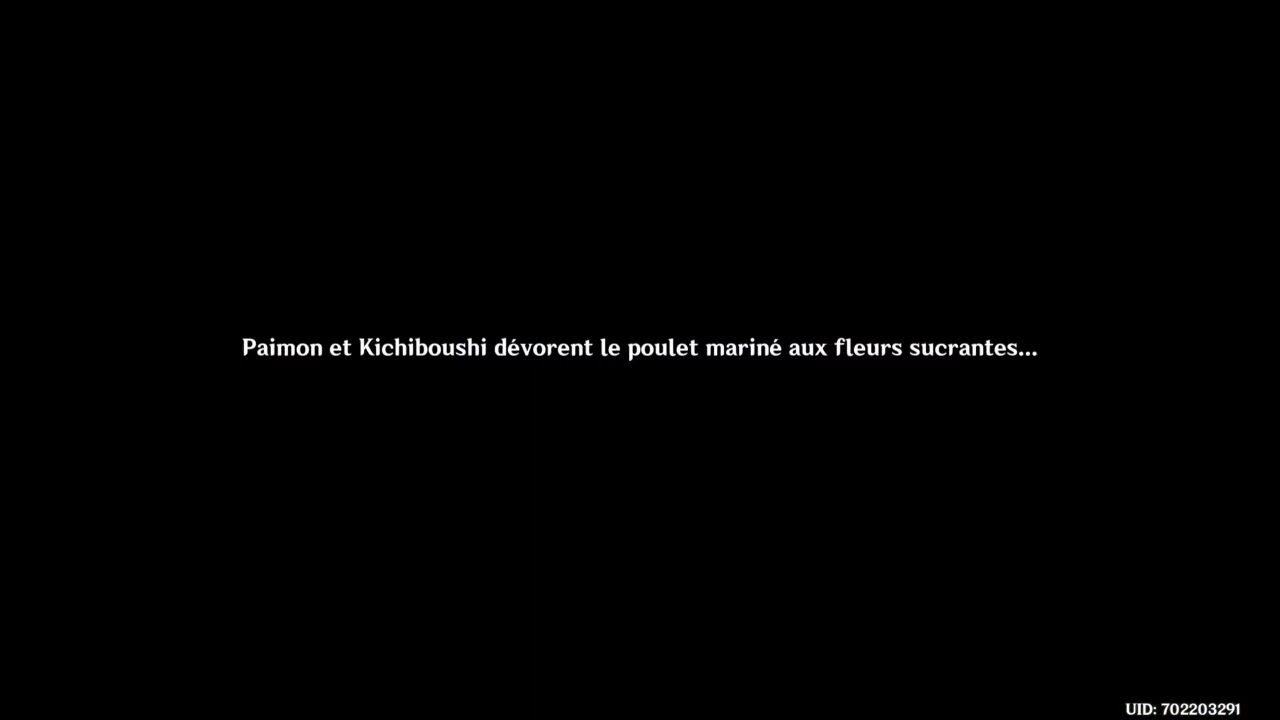 Paimon et Kichiboushi dévorent le poulet mariné aux fleurs sucrantes...
UID: 702203291